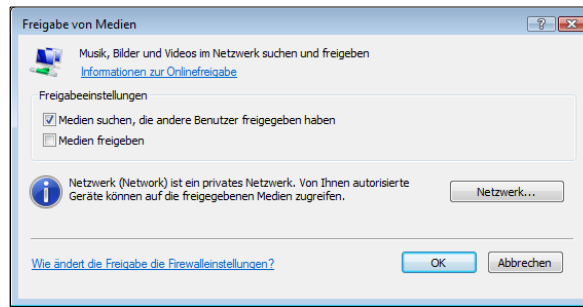 Freigabe von Medien
Musik, Bilder und Videos im Netzwerk suchen und freigeben
Informationen zur Onlinefreigabe
Freigabeeinstellungen
Medien suchen, die andere Benutzer freigegeben haben
Medien freigeben
Netzwerk (Network) ist ein privates Netzwerk. Von Ihnen autorisierte
Geräte können auf die freigegebenen Medien zugreifen.
Netzwerk...
Wie ändert die Freigabe die Firewalleinstellungen?
OK
Abbrechen